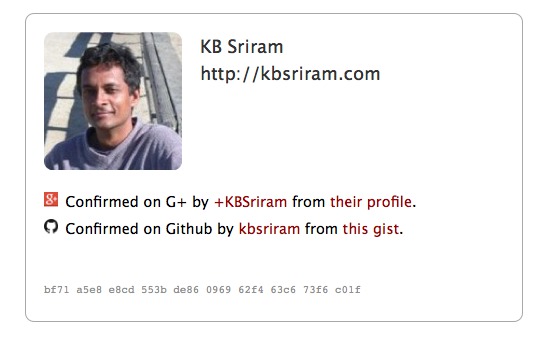 KB Sriram
http://kbsriram.com
g+ Confirmed on G+ by +KBSriram from their profile.
Confirmed on Github by kbsriram from this gist.
bf71 a5e8 e8cd 553b de86 0969 62f4 63c6 73f6 c01f